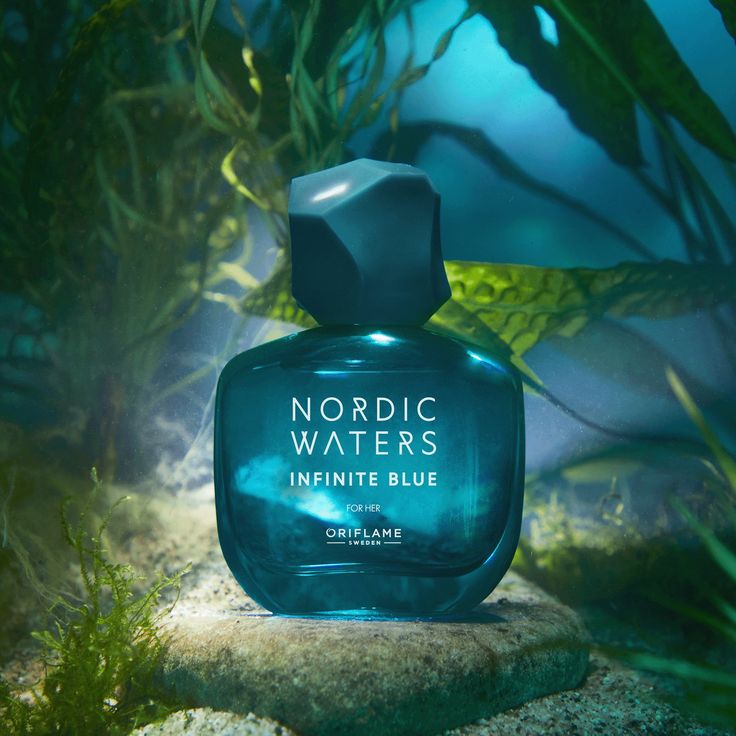 NORDIC
WATERS
INFINITE BLUE
FOR HER
ORIFLAME
SWEDEN